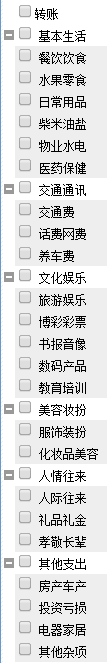 转账
基本生活
餐饮饮食
水果零食
日常用品
柴米油盐
物业水电
医药保健
交通通讯
交通费
话费网费
养车费
文化娱乐
旅游娱乐
博彩彩票
书报音像
数码产品
教育培训
美容妆扮
服饰装扮
化妆品美容
人情往来
人际往来
礼品礼金
孝敬长辈
其他支出
房产车产
投资亏损
电器家居
其他杂项